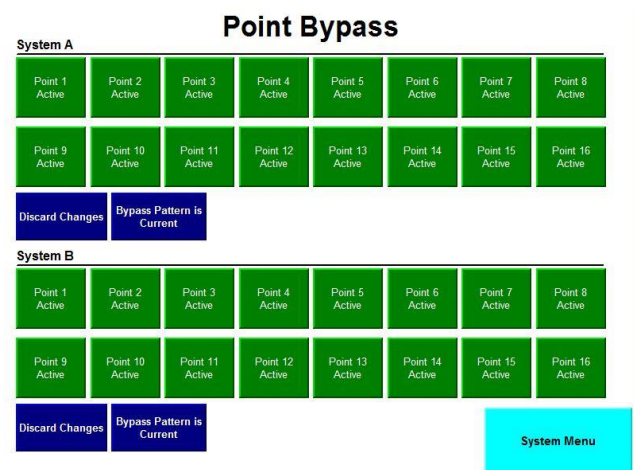 Point Bypass
System A
Point 1
Active
Point 2
Active
Point 3
Active
Point 4
Active
Point 5
Active
Point 6
Active
Point 7
Active
Point 8
Active
Point 9
Active
Point 10
Active
Point 11
Active
Point 12
Active
Point 13
Active
Point 14
Active
Point 15
Active
Point 16
Active
Discard Changes
Bypass Pattern is
Current
System B
Point 1
Active
Point 2
Active
Point 3
Active
Point 4
Active
Point 5
Active
Point 6
Active
Point 7
Active
Point 8
Active
Point 9
Active
Point 10
Active
Point 11
Active
Point 12
Active
Point 13
Active
Point 14
Active
Point 15
Active
Point 16
Active
Discard Changes
Bypass Pattern is
Current
System Menu